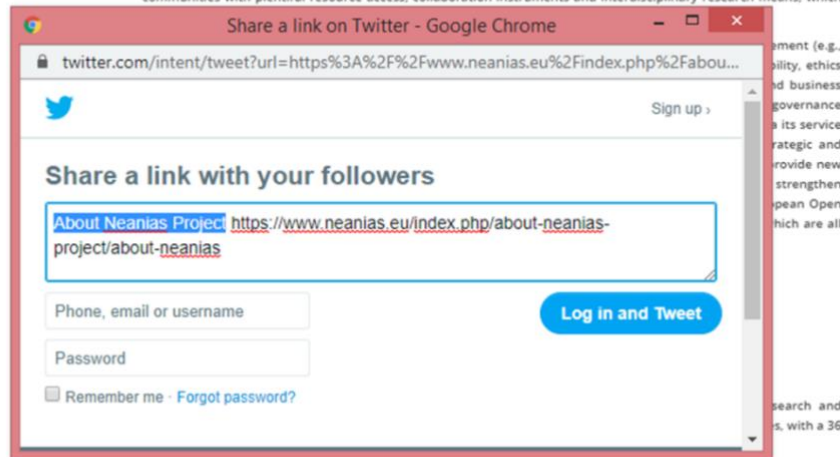 Share a link on Twitter - Google Chrome
twitter.com/intent/tweet?url=https%3A%2F%2Fwww.neanias.eu%2Findex.php%2Fabou...
ement (e.g.,
ility, ethics
Sign up ›
nd business
governance
a its service
rategic and
Share a link with your followers
rovide new
strengthen
About Neanias Project https://www.neanias.eu/index.php/about-neanias-
pean Open
hich are all
project/about-neanias
Phone, email or username
Log in and Tweet
Password
Remember me · Forgot password?
search and
s, with a 36